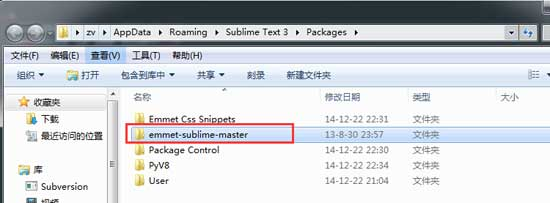 zv ▸ AppData ▸ Roaming ▸ Sublime Text 3 ▸ Packages ▸
文件(F) 编辑(E) 查看(V) 工具(T) 帮助(H)
组织 打开 包含到库中 共享 刻录 新建文件夹
收藏夹
下载
最近访问的位置
库
Subversion
视频
名称 修改日期 类型
Emmet Css Snippets 14-12-22 22:31 文件夹
emmet-sublime-master 13-8-30 23:57 文件夹
Package Control 14-12-22 22:30 文件夹
PyV8 14-12-22 22:31 文件夹
User 14-12-22 21:04 文件夹